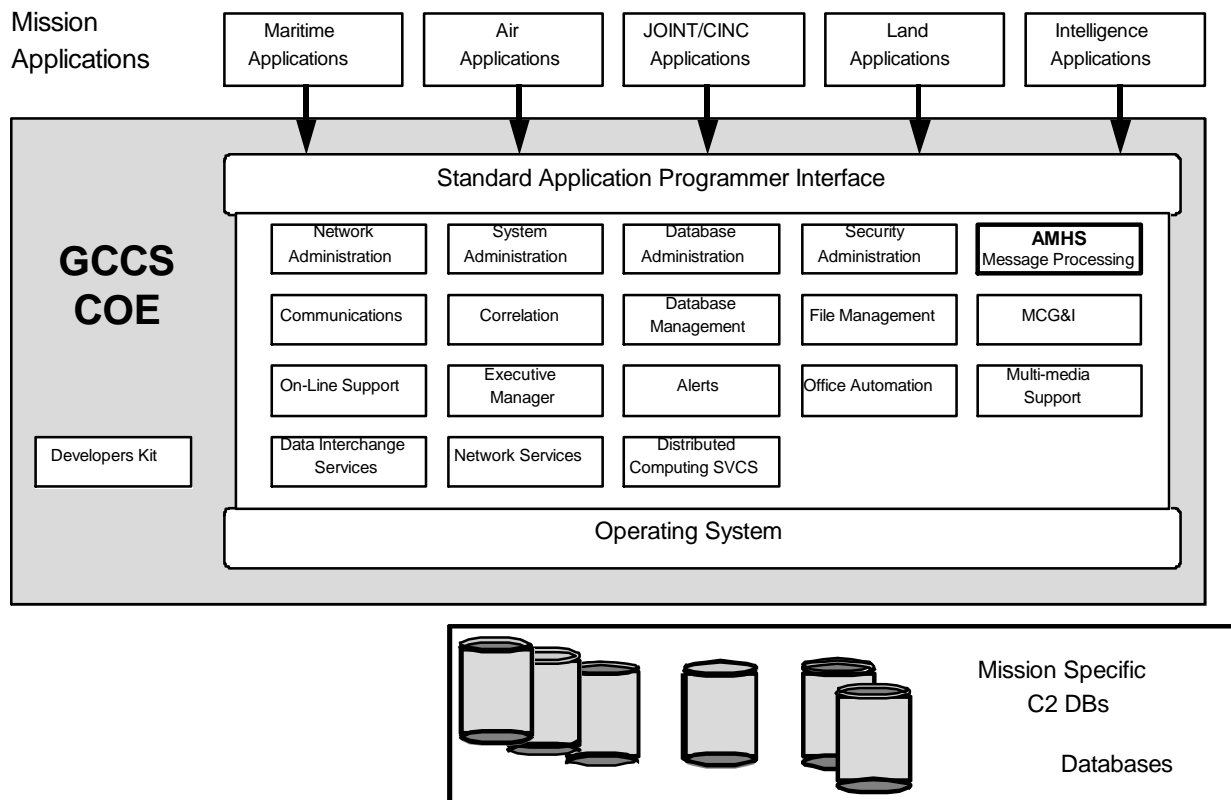 Mission
Applications
Maritime
Applications
Air
Applications
JOINT/CINC
Applications
Land
Applications
Intelligence
Applications
Standard Application Programmer Interface
GCCS
COE
Network
Administration
System
Administration
Database
Administration
Security
Administration
AMHS
Message Processing
Communications
Correlation
Database
Management
File Management
MCG&I
On-Line Support
Executive
Manager
Alerts
Office Automation
Multi-media
Support
Developers Kit
Data Interchange
Services
Network Services
Distributed
Computing SVCS
Operating System
Mission Specific
C2 DBs
Databases